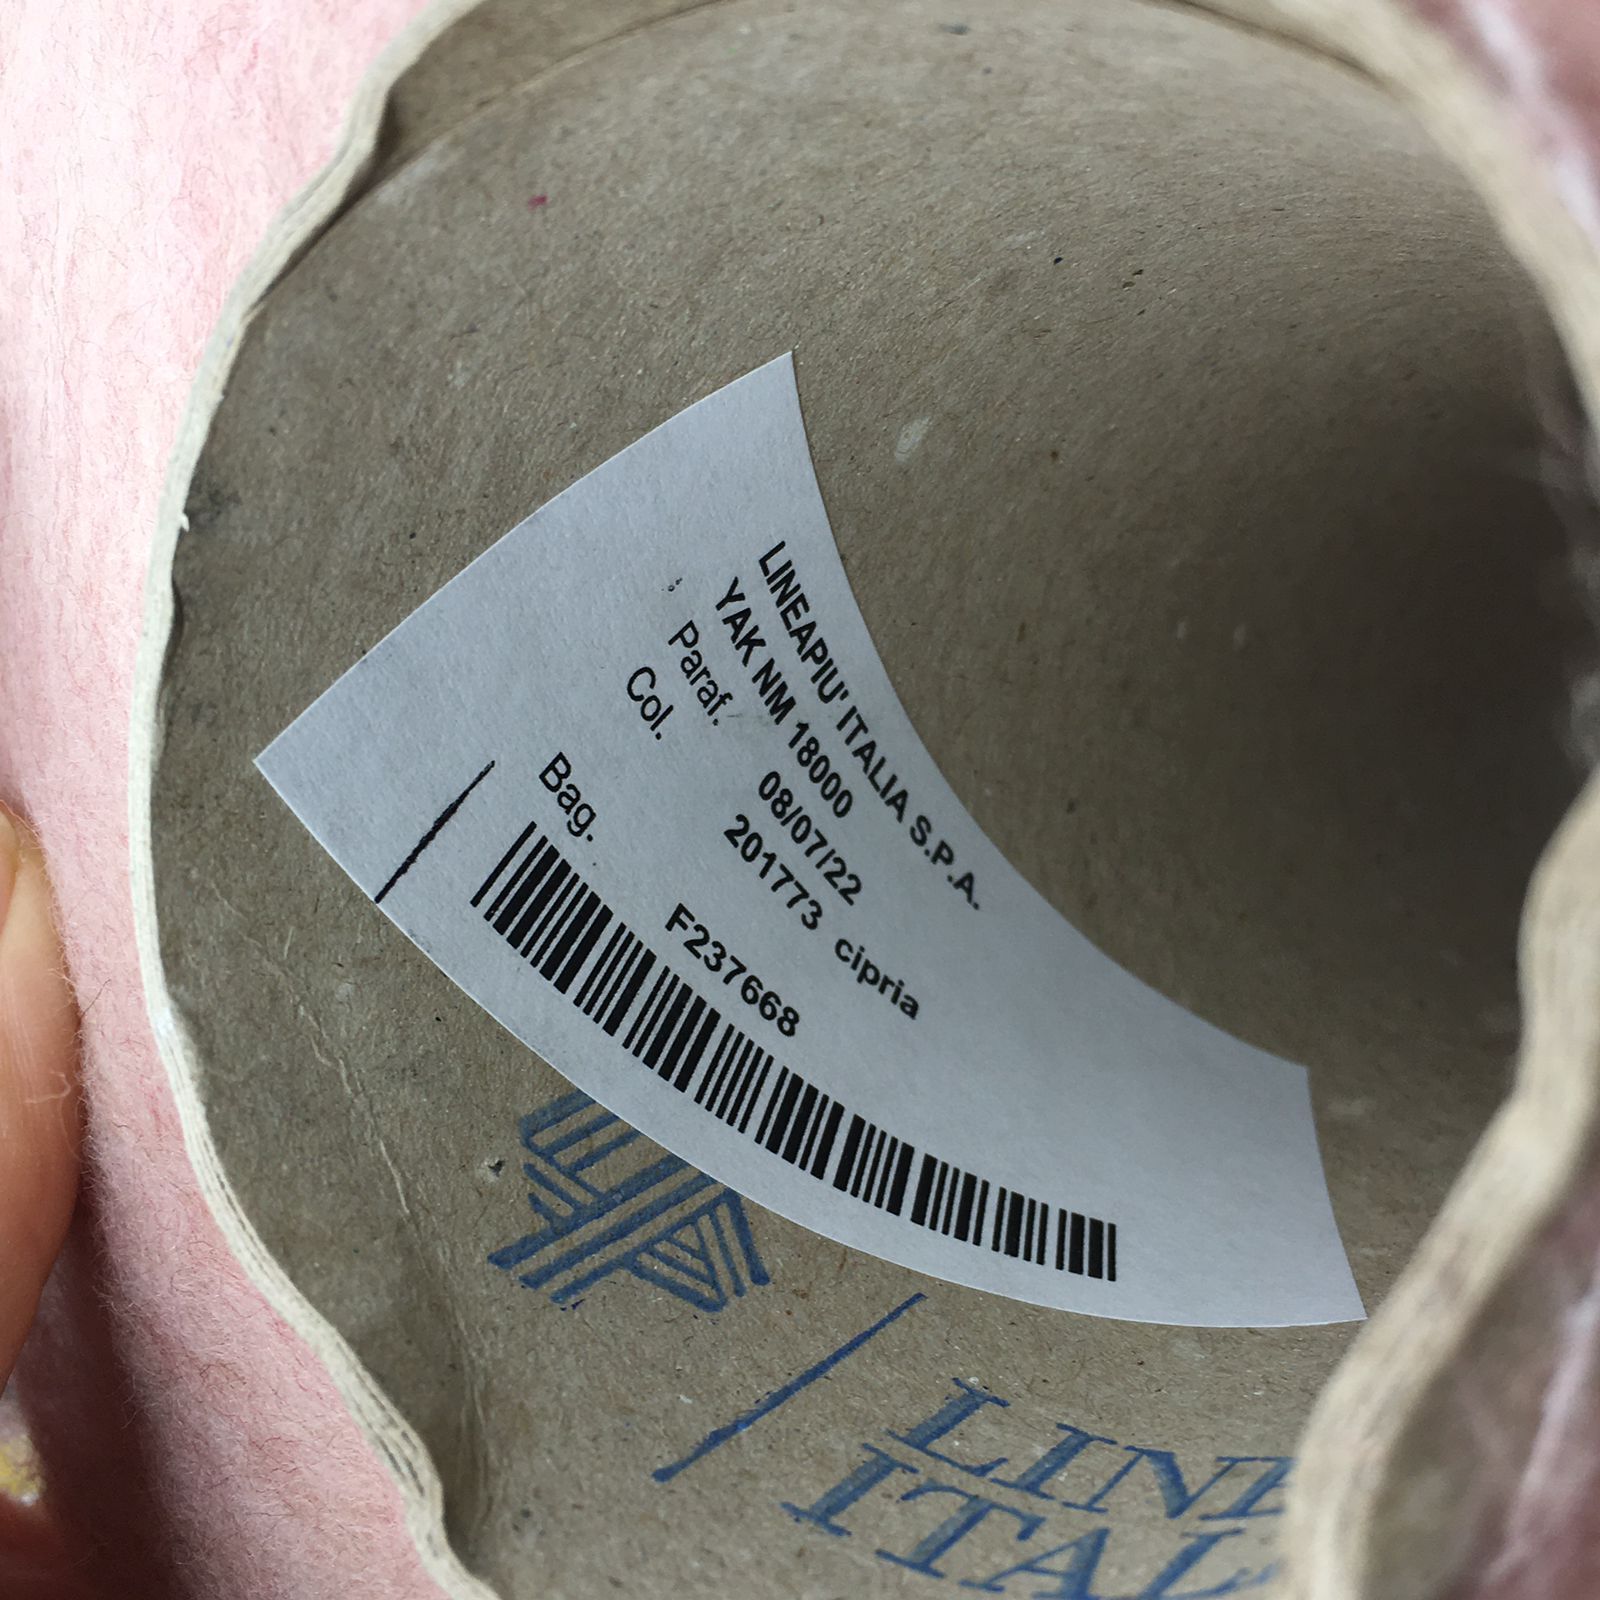 LINEAPIU' ITALIA S.P.A.
YAK NM 18000
Paraf. 08/07/22
Col. 201773 cipria
Bag. F237668